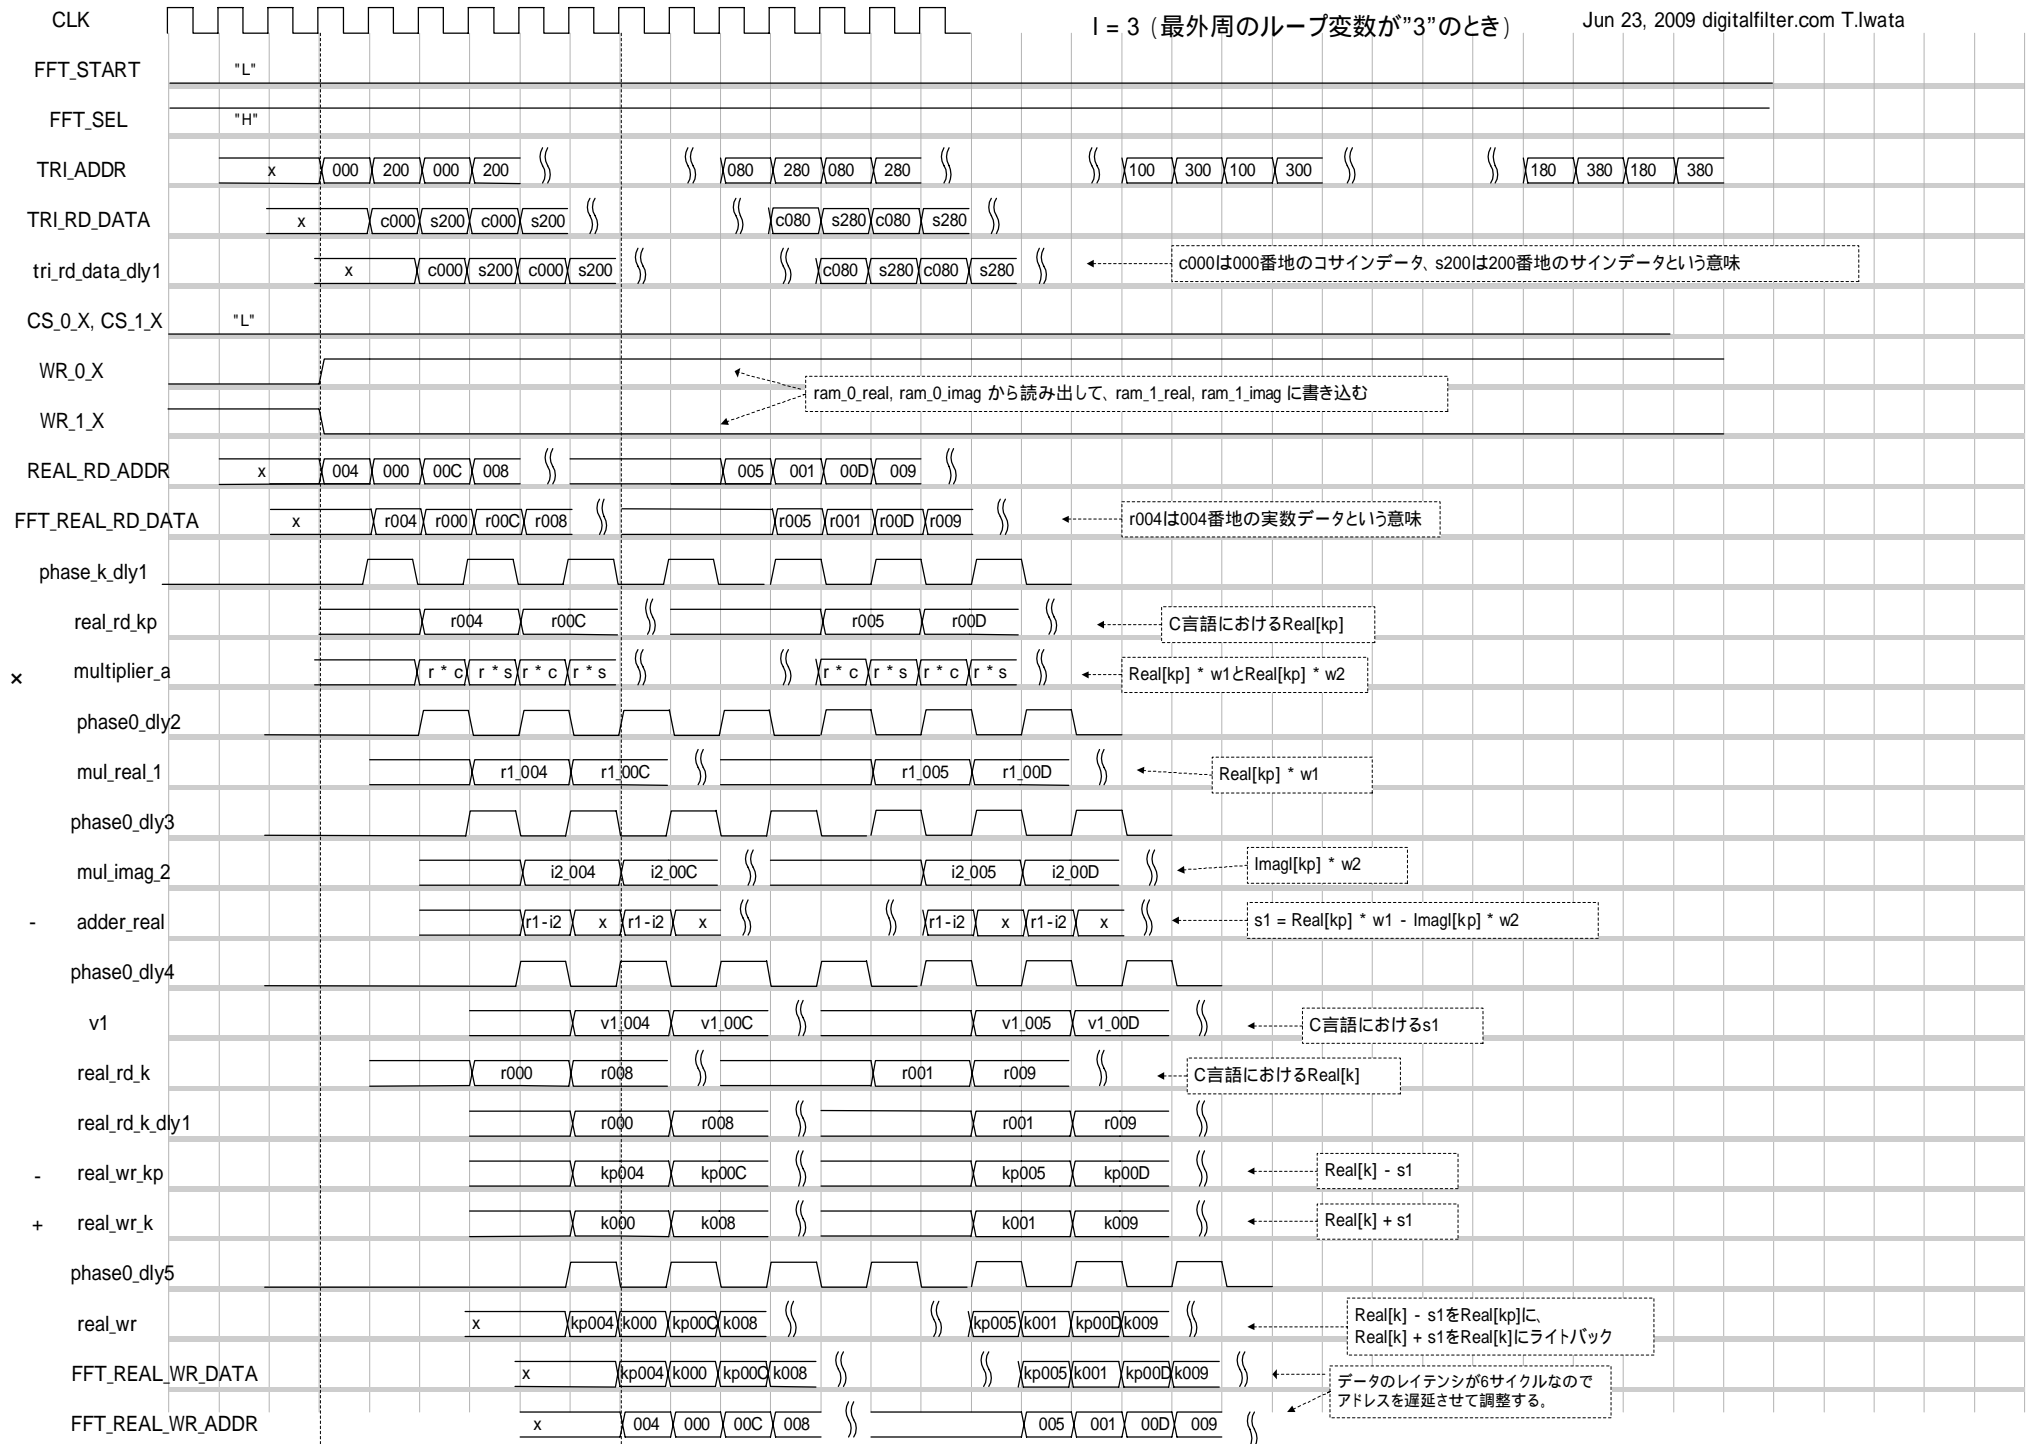 CLK
l = 3 (最外周のループ変数が"3"のとき)
Jun 23, 2009 digitalfilter.com T.Iwata
FFT_START "L"
FFT_SEL "H"
TRI_ADDR x 000 200 000 200 080 280 080 280 100 300 100 300 180 380 180 380
TRI_RD_DATA x c000 s200 c000 s200 c080 s280 c080 s280
tri_rd_data_dly1 x c000 s200 c000 s200 c080 s280 c080 s280 c000は000番地のコサインデータ、s200は200番地のサインデータという意味
CS_0_X, CS_1_X "L"
WR_0_X
ram_0_real, ram_0_imag から読み出して、ram_1_real, ram_1_imag に書き込む
WR_1_X
REAL_RD_ADDR x 004 000 00C 008 005 001 00D 009
FFT_REAL_RD_DATA x r004 r000 r00C r008 r005 r001 r00D r009 r004は004番地の実数データという意味
phase_k_dly1
real_rd_kp r004 r00C r005 r00D C言語におけるReal[kp]
× multiplier_a r * c r * s r * c r * s r * c r * s r * c r * s Real[kp] * w1とReal[kp] * w2
phase0_dly2
mul_real_1 r1_004 r1_00C r1_005 r1_00D Real[kp] * w1
phase0_dly3
mul_imag_2 i2_004 i2_00C i2_005 i2_00D ImagI[kp] * w2
- adder_real r1-i2 x r1-i2 x r1-i2 x r1-i2 x s1 = Real[kp] * w1 - ImagI[kp] * w2
phase0_dly4
v1 v1_004 v1_00C v1_005 v1_00D C言語におけるs1
real_rd_k r000 r008 r001 r009 C言語におけるReal[k]
real_rd_k_dly1 r000 r008 r001 r009
- real_wr_kp kp004 kp00C kp005 kp00D Real[k] - s1
+ real_wr_k k000 k008 k001 k009 Real[k] + s1
phase0_dly5
real_wr x kp004 k000 kp00C k008 kp005 k001 kp00D k009 Real[k] - s1をReal[kp]に、
Real[k] + s1をReal[k]にライトバック
FFT_REAL_WR_DATA x kp004 k000 kp00C k008 kp005 k001 kp00D k009 データのレイテンシが6サイクルなので
アドレスを遅延させて調整する。
FFT_REAL_WR_ADDR x 004 000 00C 008 005 001 00D 009